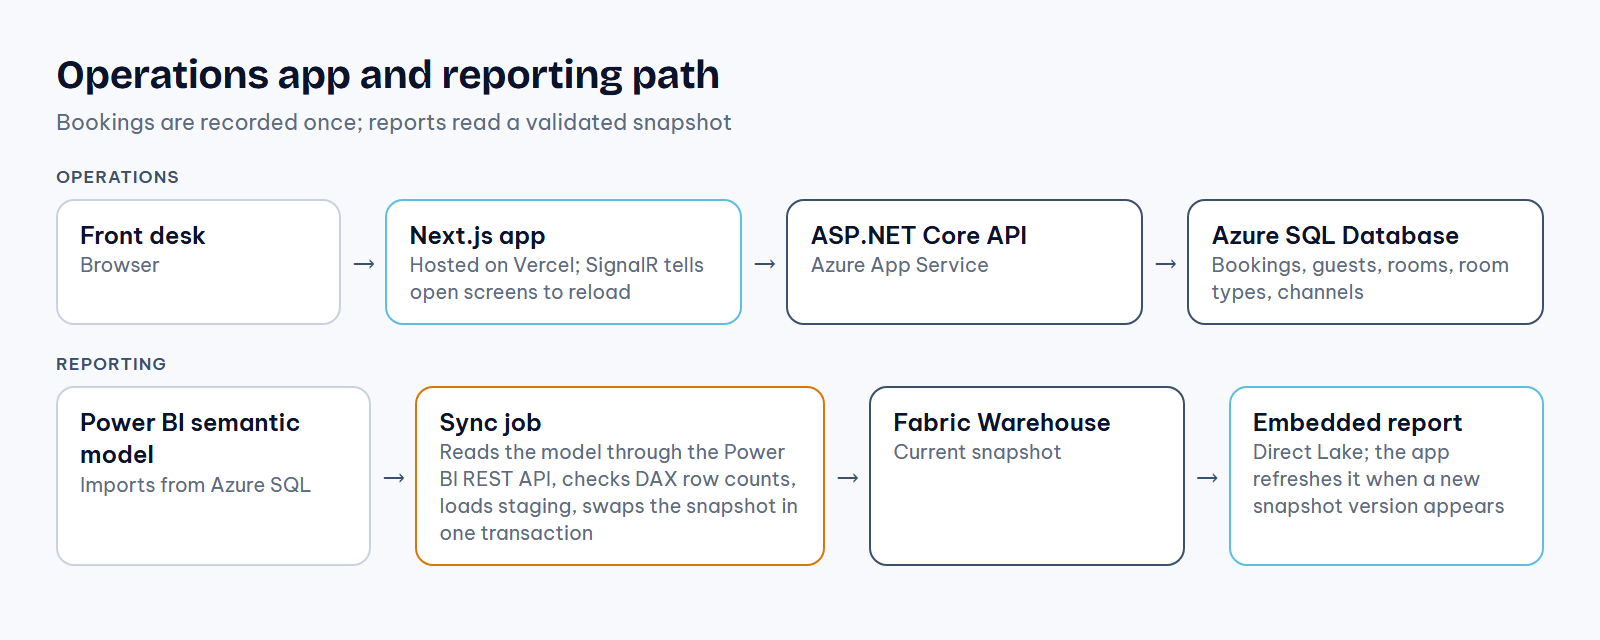 Operations app and reporting path
Bookings are recorded once; reports read a validated snapshot
OPERATIONS
Front desk
Browser
→
Next.js app
Hosted on Vercel; SignalR tells
open screens to reload
→
ASP.NET Core API
Azure App Service
→
Azure SQL Database
Bookings, guests, rooms, room
types, channels
REPORTING
Power BI semantic
model
Imports from Azure SQL
→
Sync job
Reads the model through the Power
BI REST API, checks DAX row counts,
loads staging, swaps the snapshot in
one transaction
→
Fabric Warehouse
Current snapshot
→
Embedded report
Direct Lake; the app
refreshes it when a new
snapshot version appears